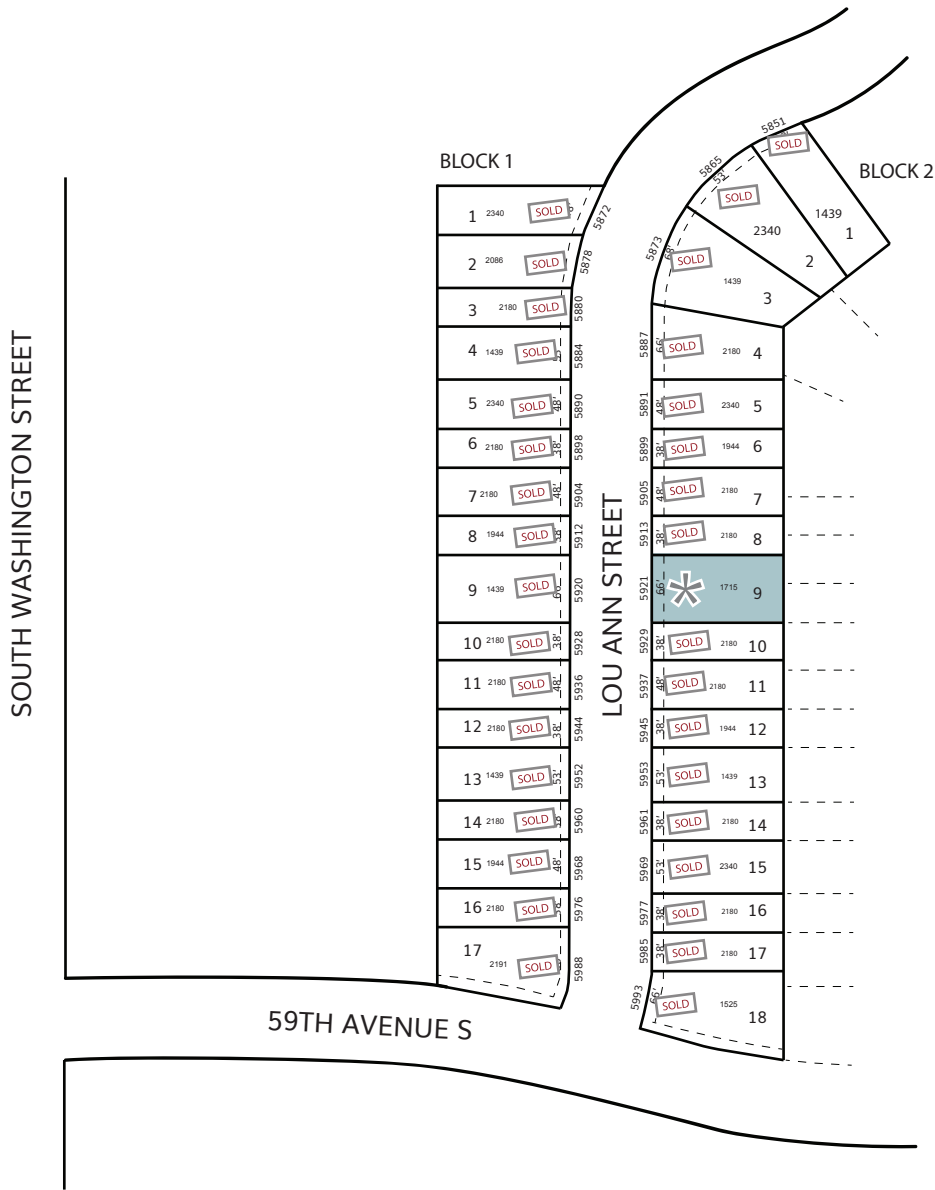 SOUTH WASHINGTON STREET
BLOCK 1
1 2340 SOLD 5872
2 2086 SOLD 5878
3 2180 SOLD 5880
4 1439 SOLD 5884
5 2340 SOLD 48' 5890
6 2180 SOLD 38' 5898
7 2180 SOLD 48' 5904
8 1944 SOLD 38' 5912
9 1439 SOLD 66' 5920
10 2180 SOLD 38' 5928
11 2180 SOLD 48' 5936
12 2180 SOLD 38' 5944
13 1439 SOLD 53' 5952
14 2180 SOLD 5960
15 1944 SOLD 48' 5968
16 2180 SOLD 5976
17 2191 SOLD 5988
LOU ANN STREET
BLOCK 2
5851 SOLD 1439 1
5865 53' SOLD 2340 2
5873 68' SOLD 1439 3
5887 66' SOLD 2180 4
5891 48' SOLD 2340 5
5899 38' SOLD 1944 6
5905 48' SOLD 2180 7
5913 38' SOLD 2180 8
5921 66' 1715 9
5929 38' SOLD 2180 10
5937 48' SOLD 2180 11
5945 38' SOLD 1944 12
5953 53' SOLD 1439 13
5961 38' SOLD 2180 14
5969 53' SOLD 2340 15
5977 38' SOLD 2180 16
5985 38' SOLD 2180 17
5993 66' SOLD 1525 18
59TH AVENUE S